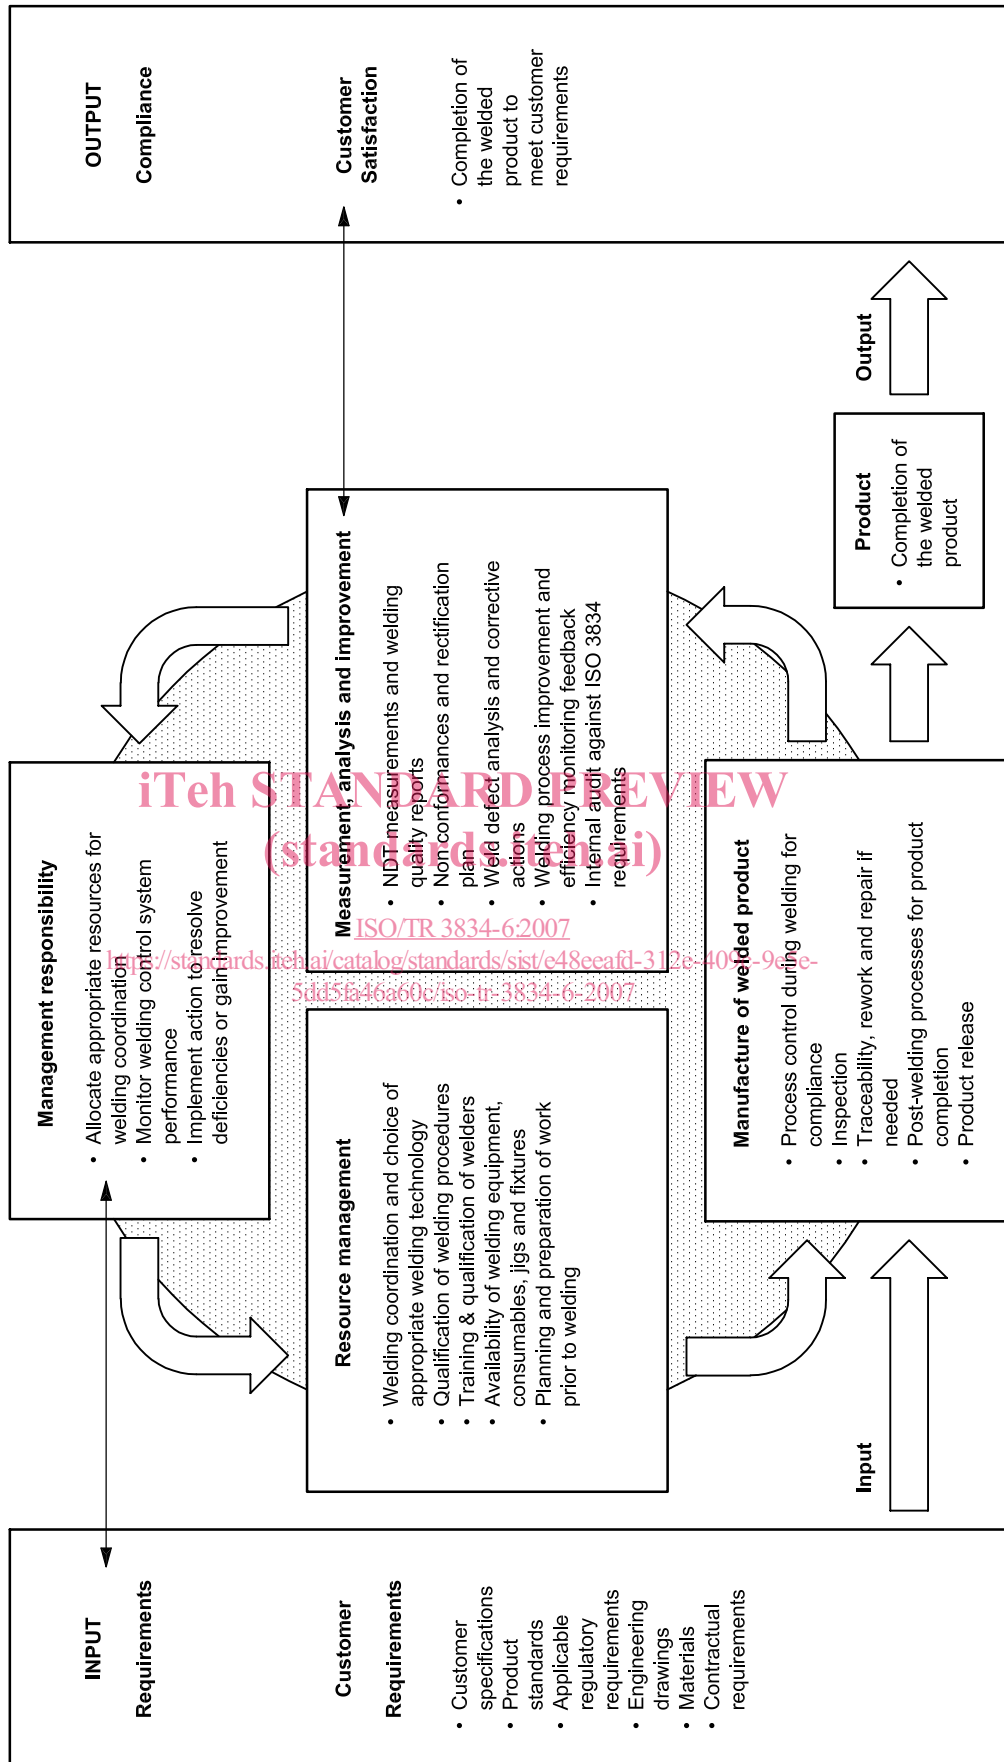 INPUT
Requirements
Customer
Requirements
• Customer
specifications
• Product
standards
• Applicable
regulatory
requirements
• Engineering
drawings
• Materials
• Contractual
requirements
Management responsibility
• Allocate appropriate resources for
welding coordination
• Monitor welding control system
performance
• Implement action to resolve
deficiencies or gain improvement
Resource management
• Welding coordination and choice of
appropriate welding technology
• Qualification of welding procedures
• Training & qualification of welders
• Availability of welding equipment,
consumables, jigs and fixtures
• Planning and preparation of work
prior to welding
Measurement, analysis and improvement
• NDT measurements and welding
quality reports
• Non conformances and rectification
plan
• Weld defect analysis and corrective
actions
• Welding process improvement and
efficiency monitoring feedback
• Internal audit against ISO 3834
requirements
Input
Manufacture of welded product
• Process control during welding for
compliance
• Inspection
• Traceability, rework and repair if
needed
• Post-welding processes for product
completion
• Product release
Product
• Completion of
the welded
product
Output
OUTPUT
Compliance
Customer
Satisfaction
• Completion of
the welded
product to
meet customer
requirements
iTeh STANDARD PREVIEW
(standards.iteh.ai)
ISO/TR 3834-6:2007
https://standards.iteh.ai/catalog/standards/sist/e48eeafd-312e-409c-9e5e-
5dd5fa46a60c/iso-tr-3834-6-2007